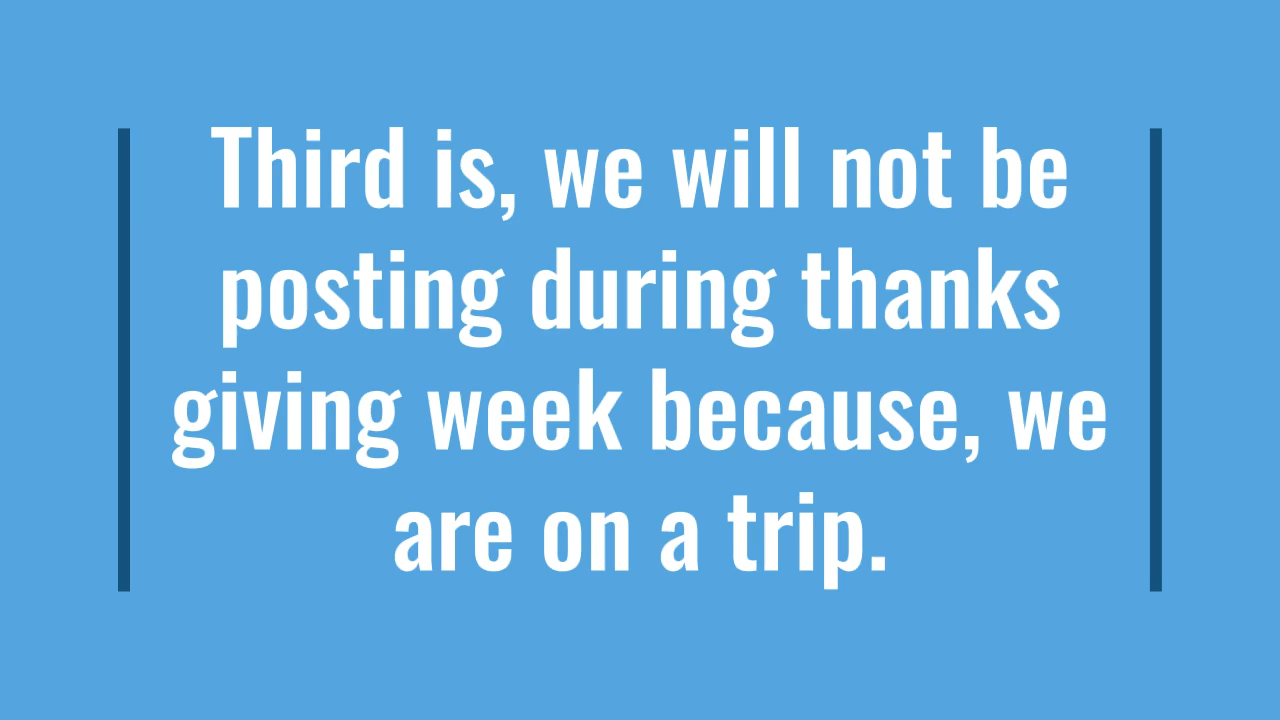 Third is, we will not be
posting during thanks
giving week because, we
are on a trip.